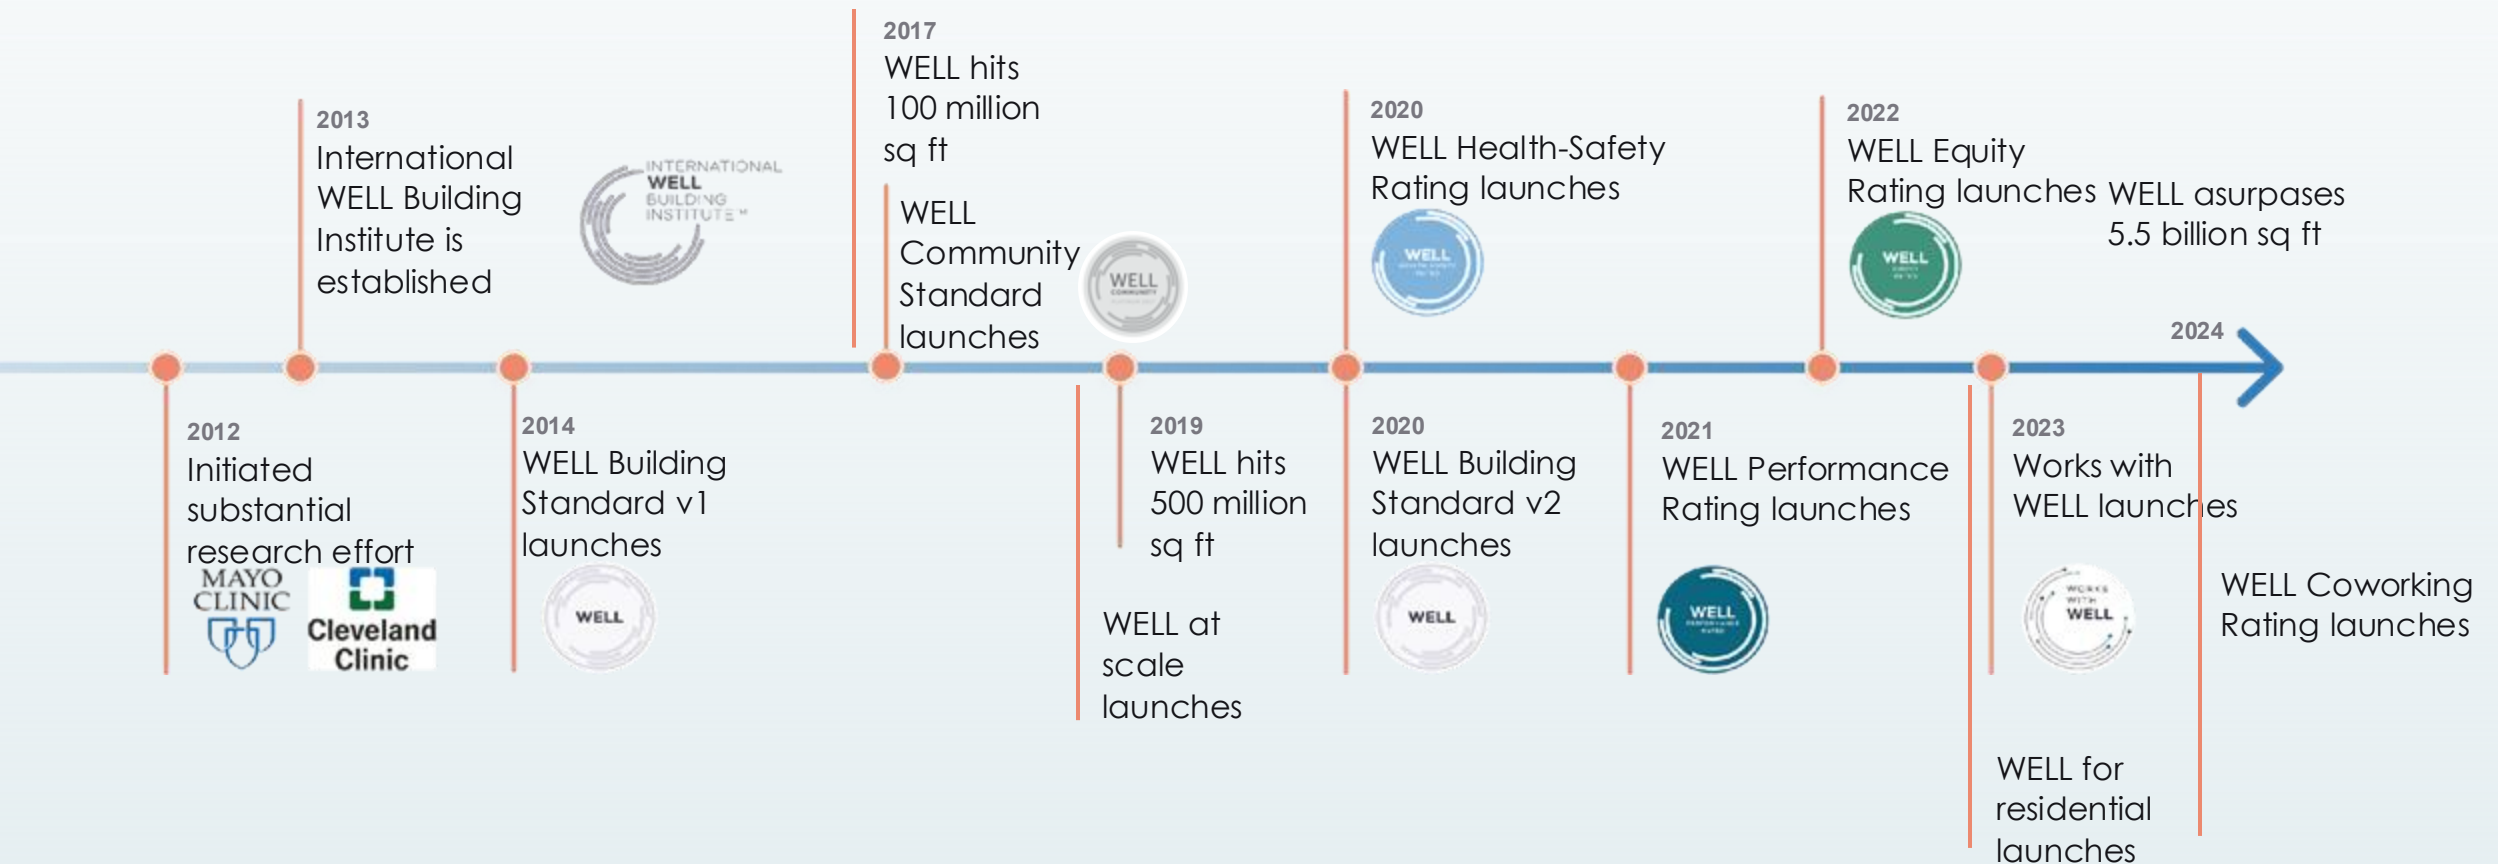 2012
Initiated
substantial
research effort
MAYO
CLINIC
Cleveland
Clinic
2013
International
WELL Building
Institute is
established
INTERNATIONAL
WELL
BUILDING
INSTITUTE™
2014
WELL Building
Standard v1
launches
WELL
2017
WELL hits
100 million
sq ft
WELL
Community
Standard
launches
WELL
COMMUNITY
2019
WELL hits
500 million
sq ft
WELL at
scale
launches
2020
WELL Health-Safety
Rating launches
WELL
2020
WELL Building
Standard v2
launches
WELL
2021
WELL Performance
Rating launches
WELL
PERFORMANCE
RATED
2022
WELL Equity
Rating launches
WELL
2023
Works with
WELL launches
WORKS
WITH
WELL
WELL for
residential
launches
2024
WELL asurpases
5.5 billion sq ft
WELL Coworking
Rating launches